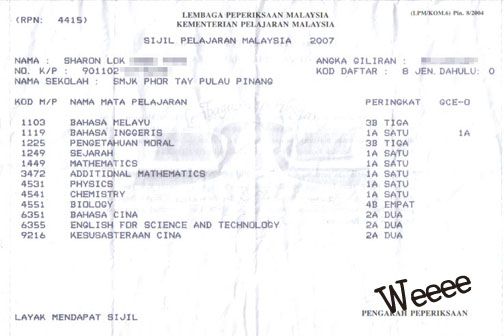 (RPN: 4415)
LEMBAGA PEPERIKSAAN MALAYSIA
KEMENTERIAN PELAJARAN MALAYSIA
(LPM/KOM.6) Pin. 8/2004
SIJIL PELAJARAN MALAYSIA 2007
NAMA : SHARON LOK
ANGKA GILIRAN :
NO. K/P : 901102
KOD DAFTAR : 8 JEN.DAHULU: 0
NAMA SEKOLAH : SMJK PHOR TAY PULAU PINANG
KOD M/P NAMA MATA PELAJARAN PERINGKAT GCE-O
1103 BAHASA MELAYU 3B TIGA
1119 BAHASA INGGERIS 1A SATU 1A
1225 PENGETAHUAN MORAL 3B TIGA
1249 SEJARAH 1A SATU
1449 MATHEMATICS 1A SATU
3472 ADDITIONAL MATHEMATICS 1A SATU
4531 PHYSICS 1A SATU
4541 CHEMISTRY 1A SATU
4551 BIOLOGY 4B EMPAT
6351 BAHASA CINA 2A DUA
6355 ENGLISH FOR SCIENCE AND TECHNOLOGY 2A DUA
9216 KESUSASTERAAN CINA 2A DUA
Weeee
LAYAK MENDAPAT SIJIL
PENGARAH PEPERIKSAAN